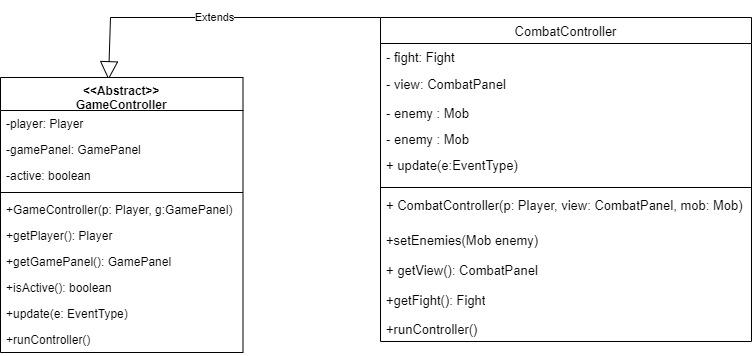 Extends
<<Abstract>>
GameController
-player: Player
-gamePanel: GamePanel
-active: boolean
+GameController(p: Player, g:GamePanel)
+getPlayer(): Player
+getGamePanel(): GamePanel
+isActive(): boolean
+update(e: EventType)
+runController()
CombatController
- fight: Fight
- view: CombatPanel
- enemy : Mob
- enemy : Mob
+ update(e:EventType)
+ CombatController(p: Player, view: CombatPanel, mob: Mob)
+setEnemies(Mob enemy)
+ getView(): CombatPanel
+getFight(): Fight
+runController()